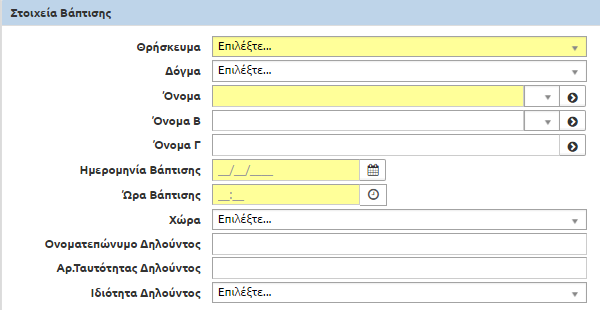 Στοιχεία Βάπτισης
Θρήσκευμα Επιλέξτε...
Δόγμα Επιλέξτε...
Όνομα
Όνομα Β
Όνομα Γ
Ημερομηνία Βάπτισης __/__/____
Ώρα Βάπτισης __:__
Χώρα Επιλέξτε...
Ονοματεπώνυμο Δηλούντος
Αρ.Ταυτότητας Δηλούντος
Ιδιότητα Δηλούντος Επιλέξτε...